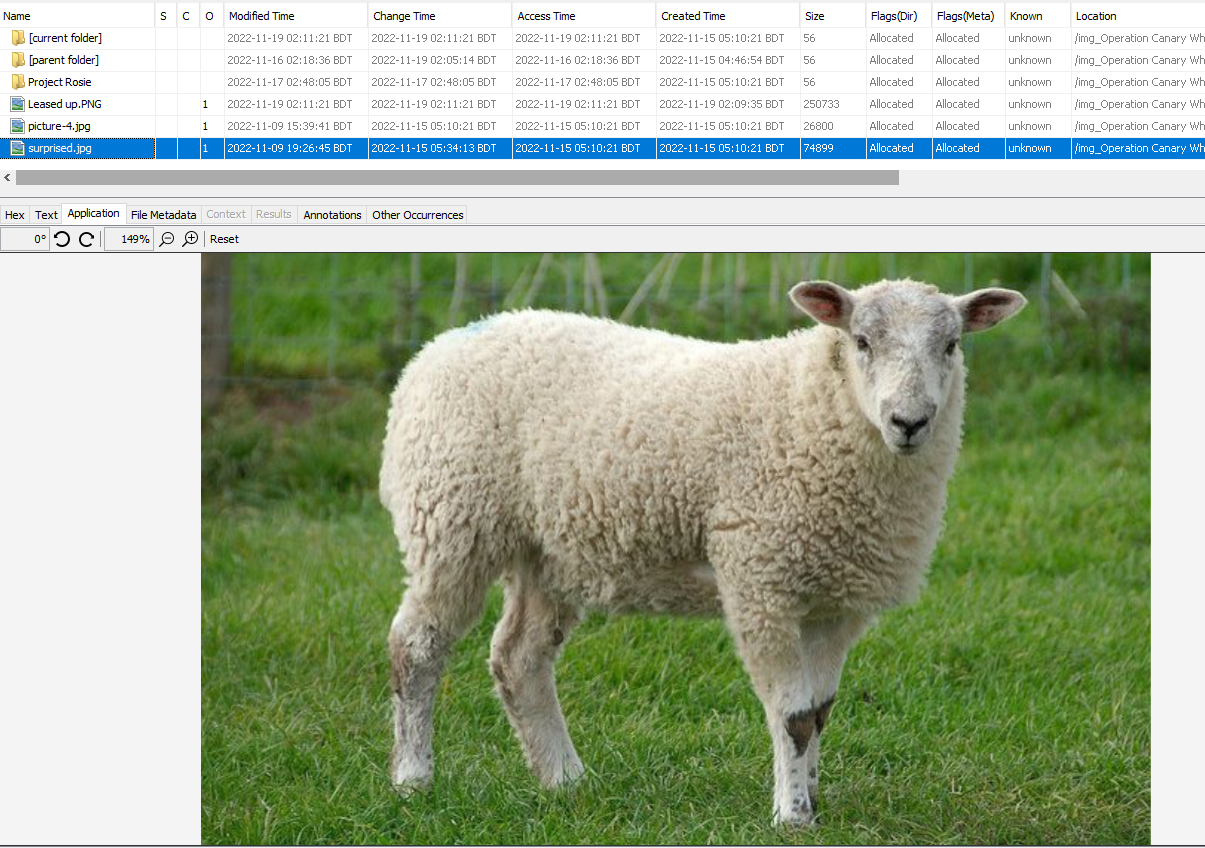 Name S C O Modified Time Change Time Access Time Created Time Size Flags(Dir) Flags(Meta) Known Location
[current folder] 2022-11-19 02:11:21 BDT 2022-11-19 02:11:21 BDT 2022-11-19 02:11:21 BDT 2022-11-15 05:10:21 BDT 56 Allocated Allocated unknown /img_Operation Canary Wh
[parent folder] 2022-11-16 02:18:36 BDT 2022-11-19 02:05:14 BDT 2022-11-16 02:18:36 BDT 2022-11-15 04:46:54 BDT 56 Allocated Allocated unknown /img_Operation Canary Wh
Project Rosie 2022-11-17 02:48:05 BDT 2022-11-17 02:48:05 BDT 2022-11-17 02:48:05 BDT 2022-11-15 05:10:21 BDT 56 Allocated Allocated unknown /img_Operation Canary Wh
Leased up.PNG 1 2022-11-19 02:11:21 BDT 2022-11-19 02:11:21 BDT 2022-11-19 02:11:21 BDT 2022-11-19 02:09:35 BDT 250733 Allocated Allocated unknown /img_Operation Canary Wh
picture-4.jpg 1 2022-11-09 15:39:41 BDT 2022-11-15 05:10:21 BDT 2022-11-15 05:10:21 BDT 2022-11-15 05:10:21 BDT 26800 Allocated Allocated unknown /img_Operation Canary Wh
surprised.jpg 1 2022-11-09 19:26:45 BDT 2022-11-15 05:34:13 BDT 2022-11-15 05:10:21 BDT 2022-11-15 05:10:21 BDT 74899 Allocated Allocated unknown /img_Operation Canary Wh
Hex Text Application File Metadata Context Results Annotations Other Occurrences
0° 149% Reset